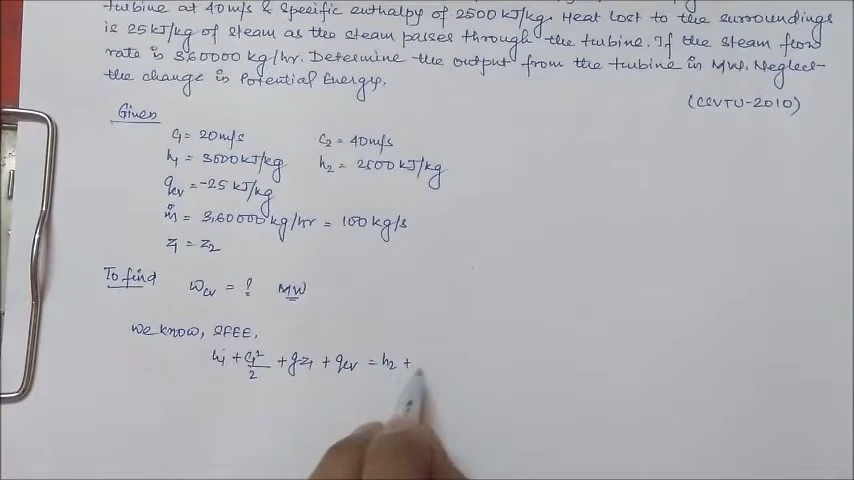 turbine at 40m/s & specific enthalpy of 2500 kJ/kg. Heat lost to the surroundings
is 25 kJ/kg of steam as the steam passes through the turbine. If the steam flow
rate is 3,60000 kg/hr. Determine the output from the turbine in MW. Neglect
the change in Potential Energy.
(CSVTU-2010)
Given
C₁ = 20m/s C₂ = 40m/s
h₁ = 3000 kJ/kg h₂ = 2500 kJ/kg
qcv = -25 kJ/kg
ṁ = 3,60000 kg/hr = 100 kg/s
z₁ = z₂
To find wcv = ? MW
we know, SFEE,
h₁ + C₁²/2 + gz₁ + qcv = h₂ +